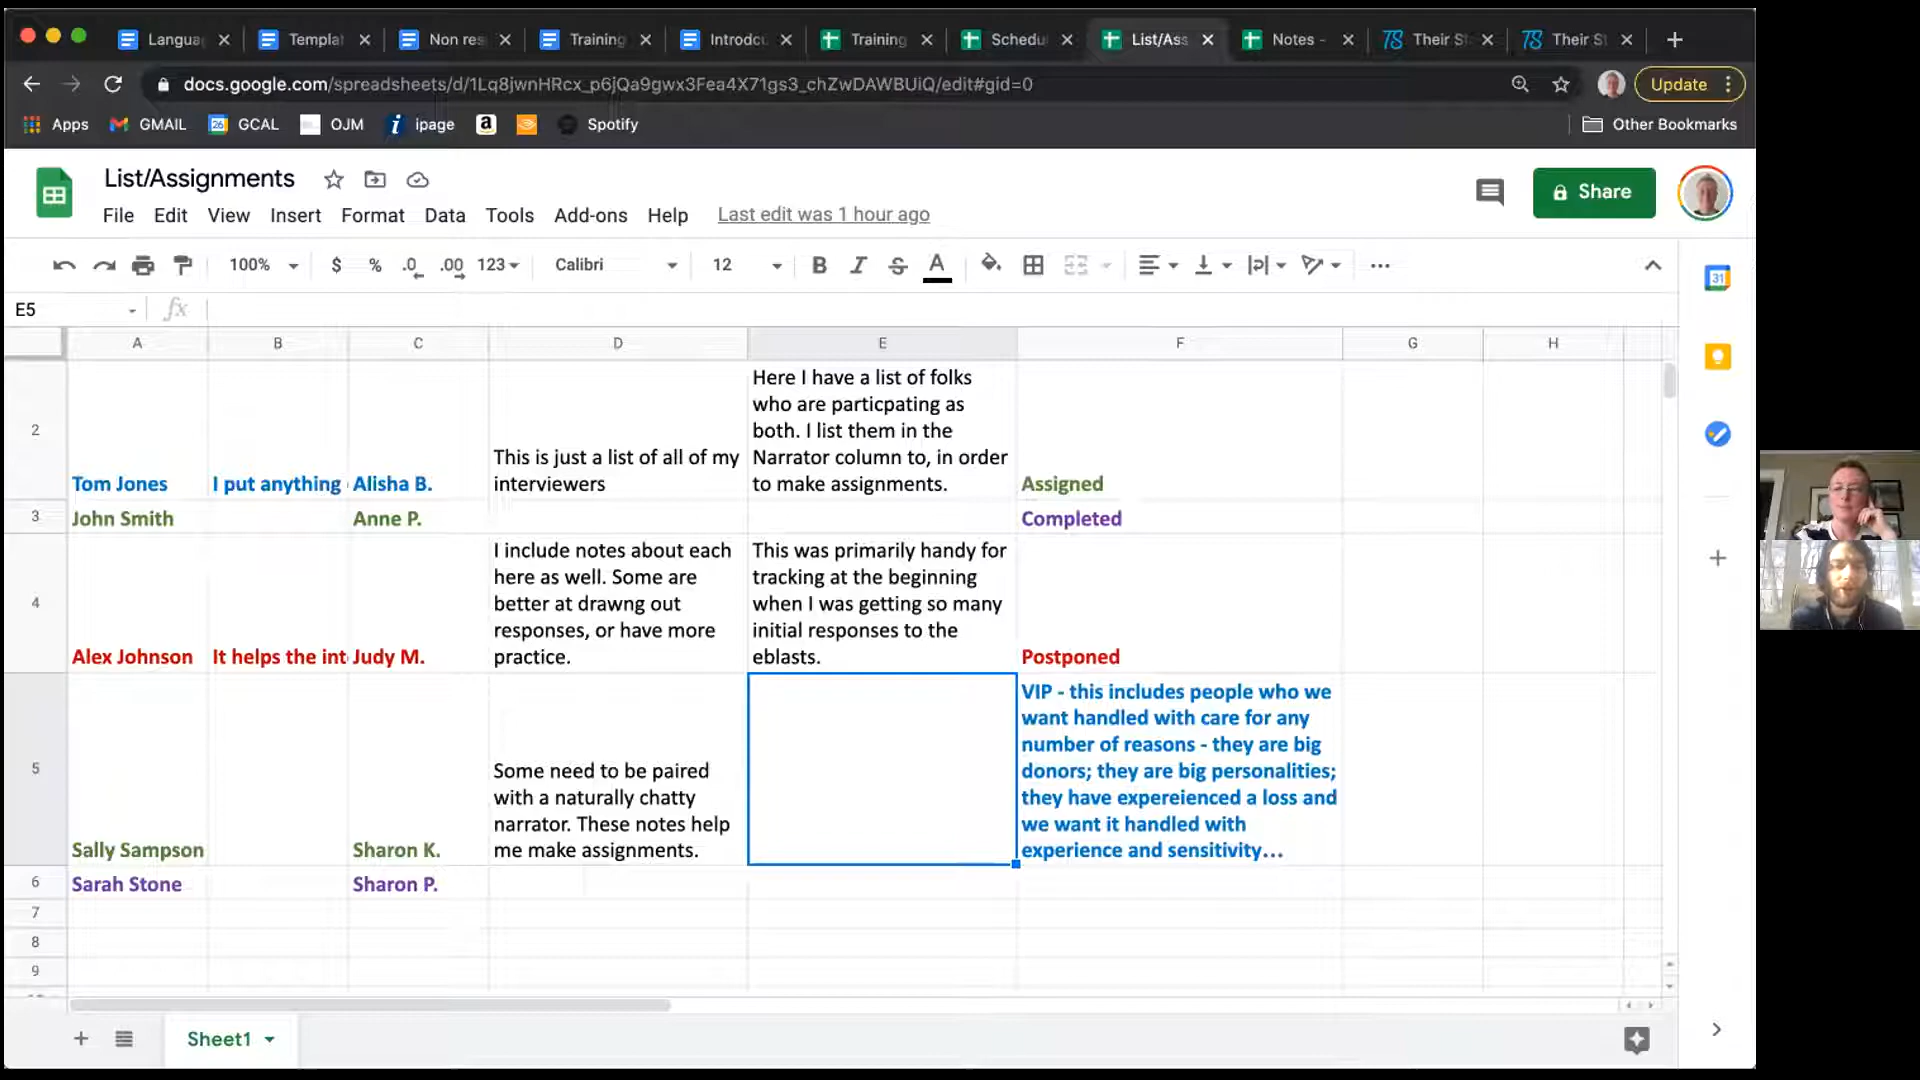 Langua
Templat
Non res
Training
Introdcu
Training
Schedu
List/Ass
Notes -
Their St
Their St
docs.google.com/spreadsheets/d/1Lq8jwnHRcx_p6jQa9gwx3Fea4X71gs3_chZwDAWBUiQ/edit#gid=0
Update
Apps
GMAIL
GCAL
OJM
ipage
Spotify
Other Bookmarks
List/Assignments
Share
File Edit View Insert Format Data Tools Add-ons Help Last edit was 1 hour ago
100% $ % .0 .00 123 Calibri 12 B I S A
E5 fx
A B C D E F G H
2
Tom Jones
I put anything
Alisha B.
This is just a list of all of my
interviewers
Here I have a list of folks
who are particpating as
both. I list them in the
Narrator column to, in order
to make assignments.
Assigned
3
John Smith
Anne P.
Completed
4
Alex Johnson
It helps the int
Judy M.
I include notes about each
here as well. Some are
better at drawng out
responses, or have more
practice.
This was primarily handy for
tracking at the beginning
when I was getting so many
initial responses to the
eblasts.
Postponed
5
Sally Sampson
Sharon K.
Some need to be paired
with a naturally chatty
narrator. These notes help
me make assignments.
VIP - this includes people who we
want handled with care for any
number of reasons - they are big
donors; they are big personalities;
they have expereienced a loss and
we want it handled with
experience and sensitivity...
6
Sarah Stone
Sharon P.
7
8
9
Sheet1